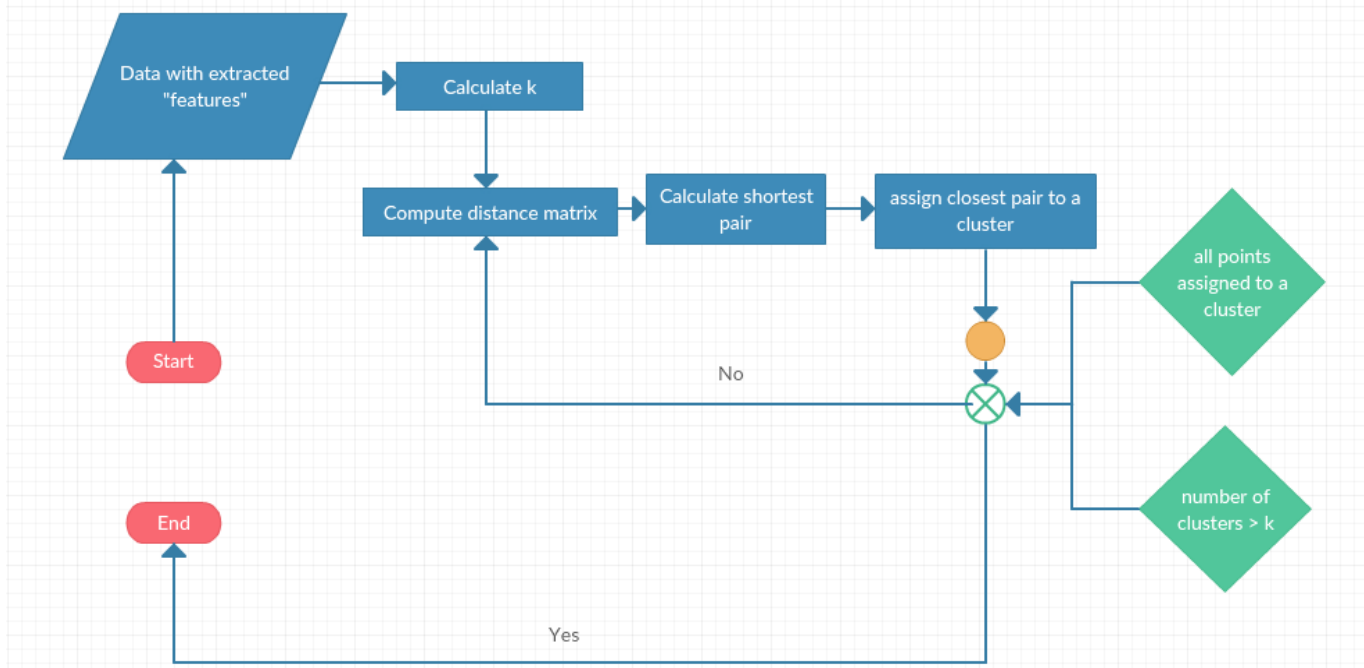 Data with extracted
"features"
Calculate k
Compute distance matrix
Calculate shortest
pair
assign closest pair to a
cluster
all points
assigned to a
cluster
Start
No
number of
clusters > k
End
Yes